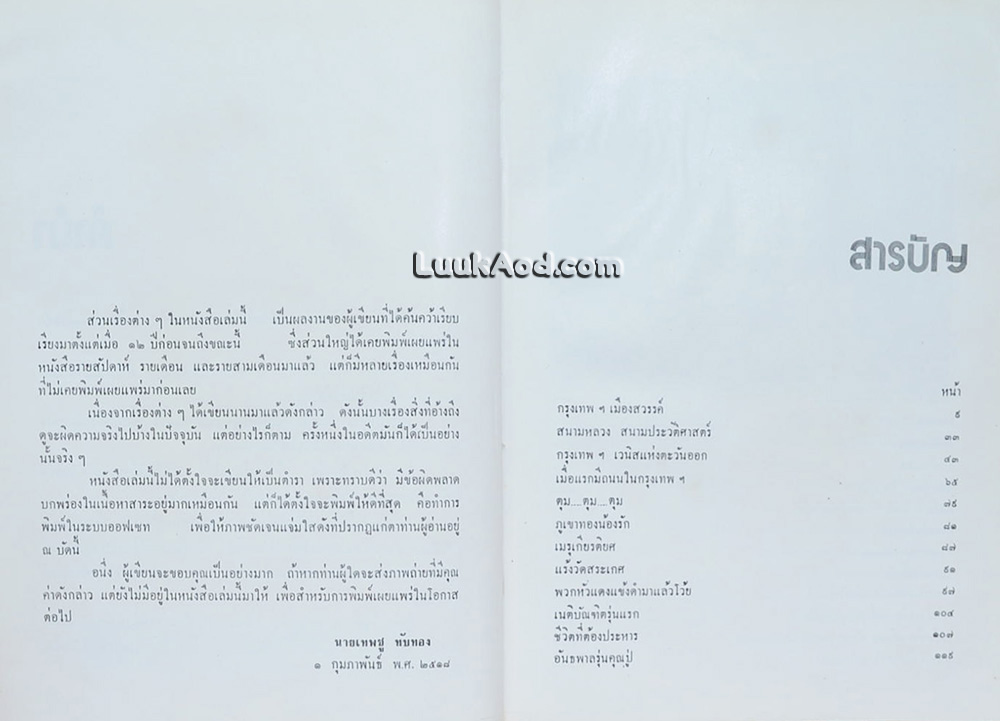 LuukAod.com
ส่วนเรื่องต่าง ๆ ในหนังสือเล่มนี้ เป็นผลงานของผู้เขียนที่ได้ค้นคว้าเรียบ
เรียงมาตั้งแต่เมื่อ ๑๒ ปีก่อนจนถึงขณะนี้ ซึ่งส่วนใหญ่ได้เคยพิมพ์เผยแพร่ใน
หนังสือรายสัปดาห์ รายเดือน และรายสามเดือนมาแล้ว แต่ก็มีหลายเรื่องเหมือนกัน
ที่ไม่เคยพิมพ์เผยแพร่มาก่อนเลย
เนื่องจากเรื่องต่าง ๆ ได้เขียนนานมาแล้วดังกล่าว ดังนั้นบางเรื่องสิ่งที่อ้างถึง
ดูจะผิดความจริงไปบ้างในปัจจุบัน แต่อย่างไรก็ตาม ครั้งหนึ่งในอดีตมันก็ได้เป็นอย่าง
นั้นจริง ๆ
หนังสือเล่มนี้ไม่ได้ตั้งใจจะเขียนให้เป็นตำรา เพราะทราบดีว่า มีข้อผิดพลาด
บกพร่องในเนื้อหาสาระอยู่มากเหมือนกัน แต่ก็ได้ตั้งใจจะพิมพ์ให้ดีที่สุด คือทำการ
พิมพ์ในระบบออฟเซท เพื่อให้ภาพชัดเจนแจ่มใสดังที่ปรากฏแก่ตาท่านผู้อ่านอยู่
ณ บัดนี้
อนึ่ง ผู้เขียนจะขอบคุณเป็นอย่างมาก ถ้าหากท่านผู้ใดจะส่งภาพถ่ายที่มีคุณ
ค่าดังกล่าว แต่ยังไม่มีอยู่ในหนังสือเล่มนี้มาให้ เพื่อสำหรับการพิมพ์เผยแพร่ในโอกาส
ต่อไป
นายเทพชู ทับทอง
๑ กุมภาพันธ์ พ.ศ. ๒๕๑๘
สารบัญ
หน้า
กรุงเทพ ฯ เมืองสวรรค์ ๙
สนามหลวง สนามประวัติศาสตร์ ๓๓
กรุงเทพ ฯ เวนิสแห่งตะวันออก ๔๓
เมื่อแรกมีถนนในกรุงเทพ ฯ ๖๕
ตุม....ตุม....ตุม ๗๙
ภูเขาทองน้องรัก ๘๑
เมรุเกียรติยศ ๘๗
แร้งวัดสระเกศ ๙๑
พวกหัวแดงแข้งดำมาแล้วโว้ย ๙๗
เนติบัณฑิตรุ่นแรก ๑๐๔
ชีวิตที่ต้องประหาร ๑๐๗
อันธพาลรุ่นคุณปู่ ๑๑๙